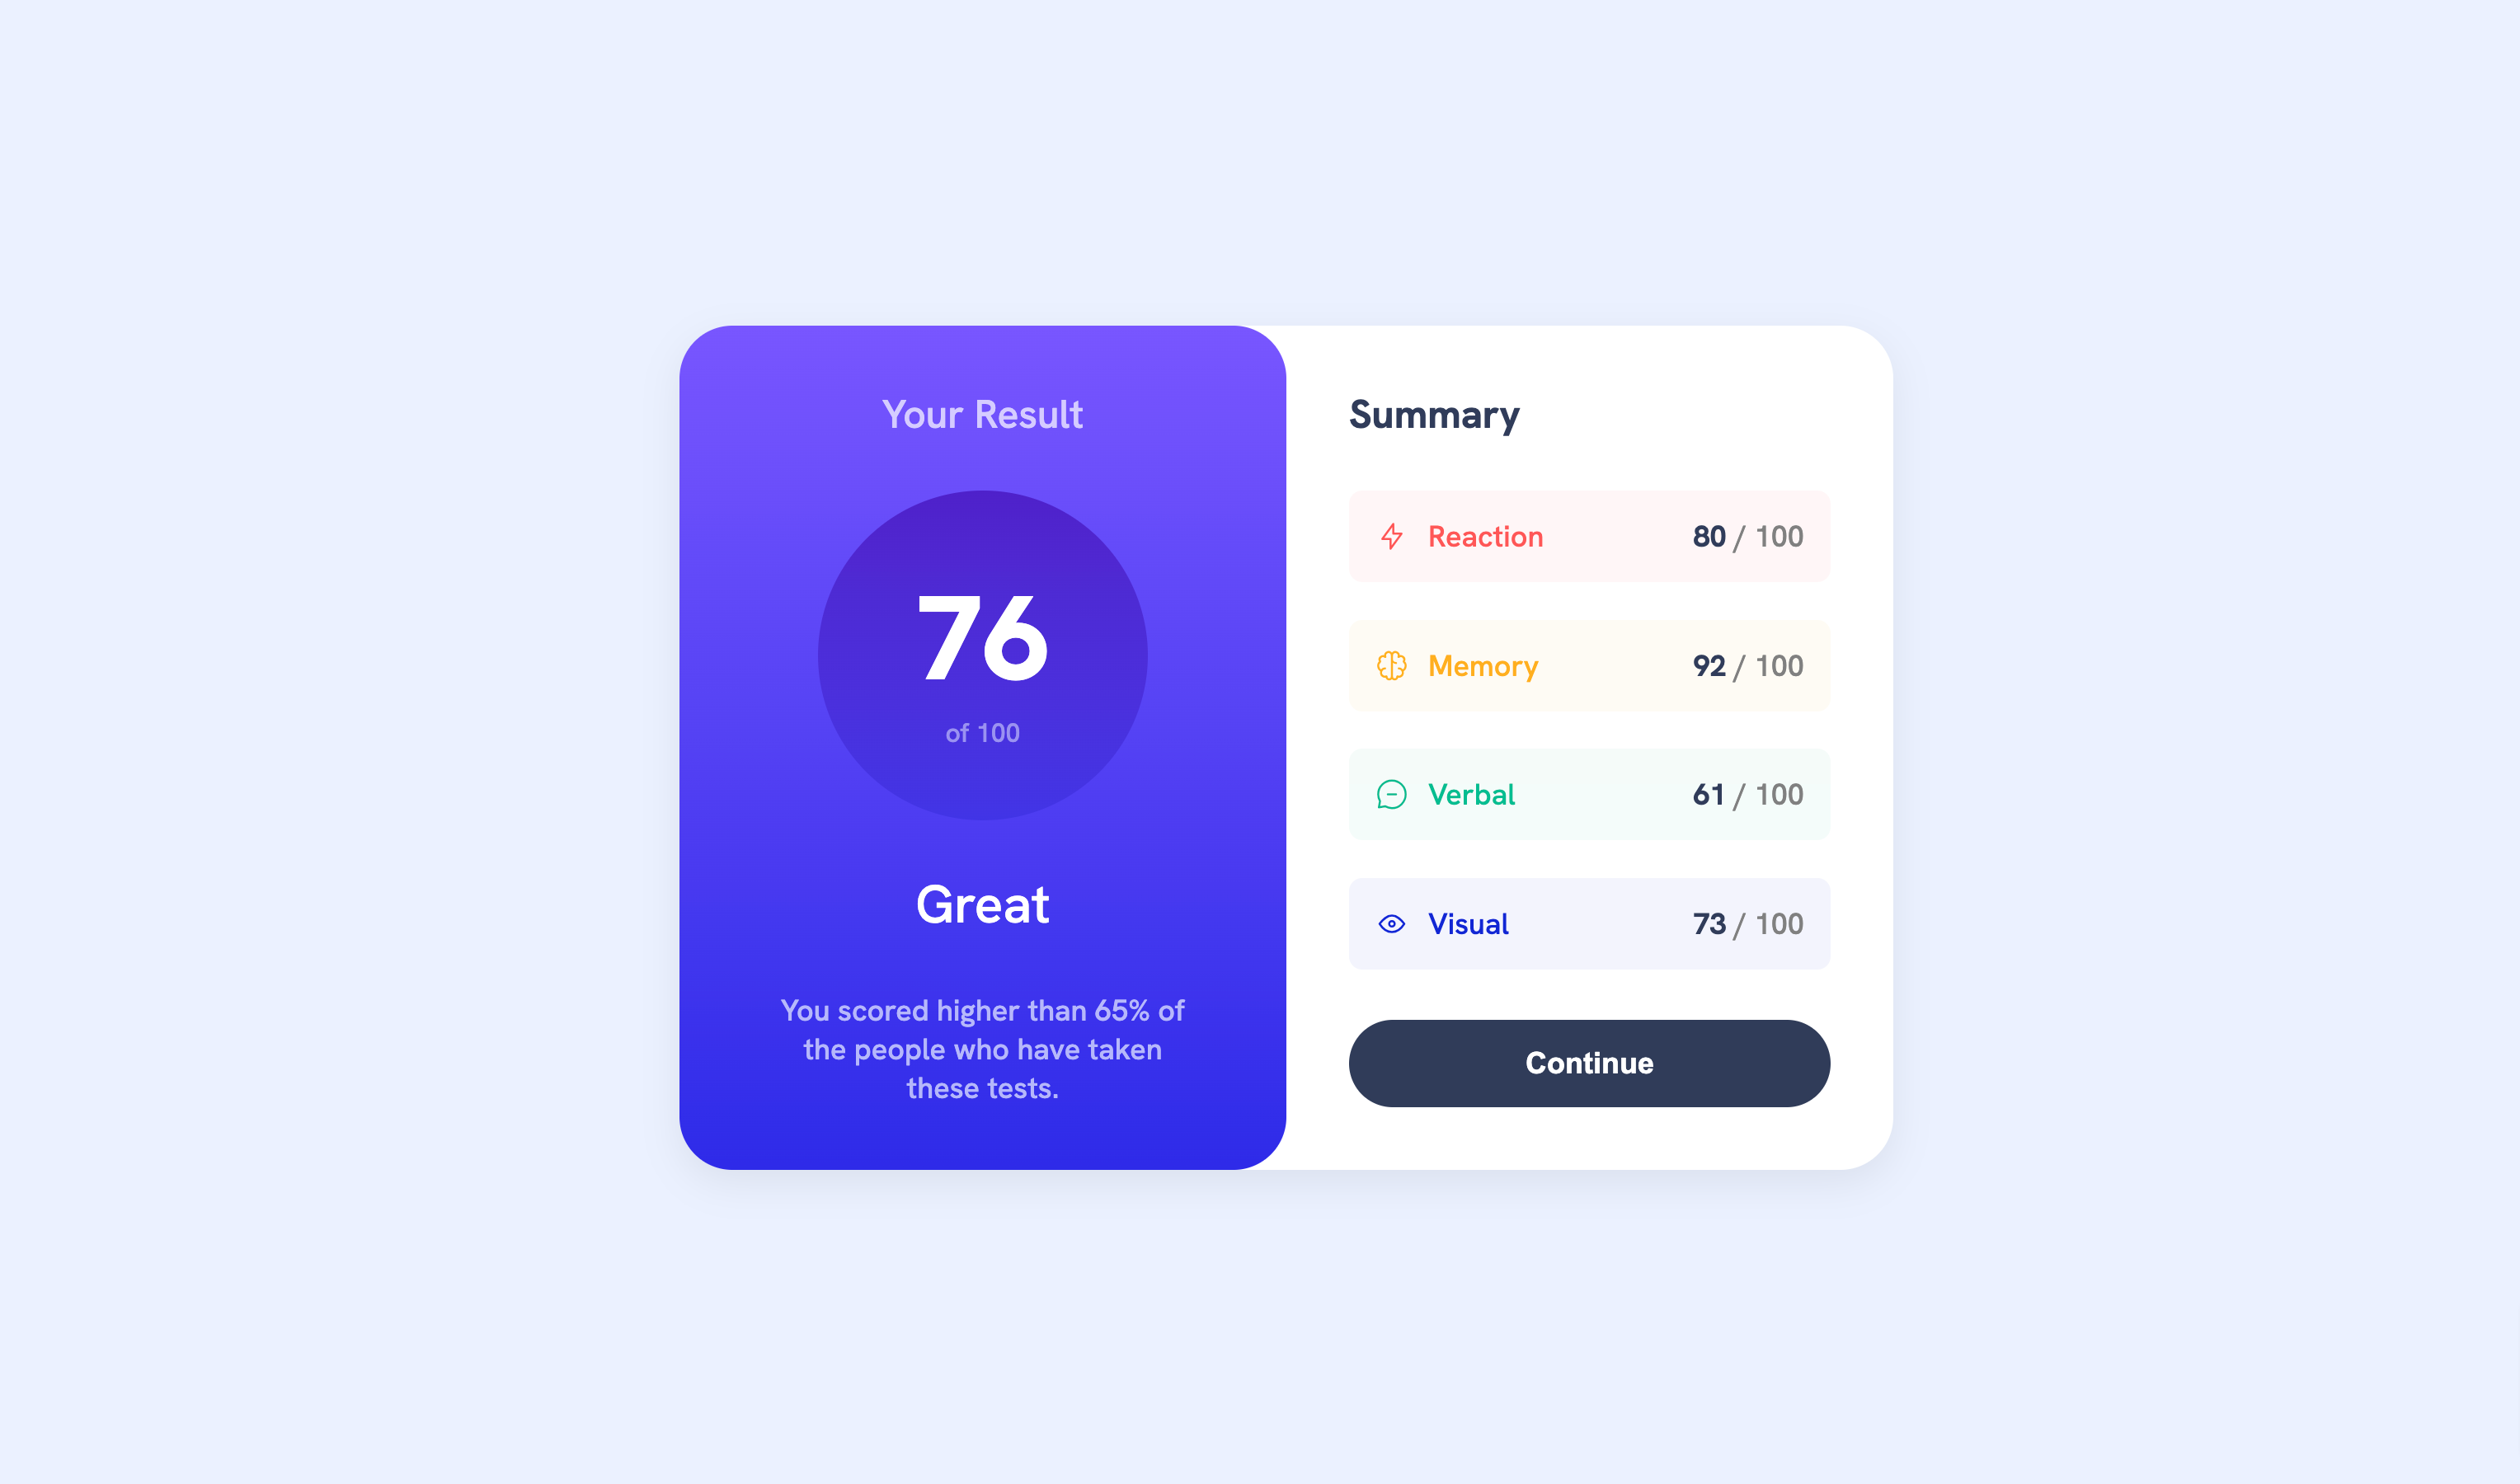 Your Result
76
of 100
Great
You scored higher than 65% of
the people who have taken
these tests.
Summary
Reaction 80 / 100
Memory 92 / 100
Verbal 61 / 100
Visual 73 / 100
Continue